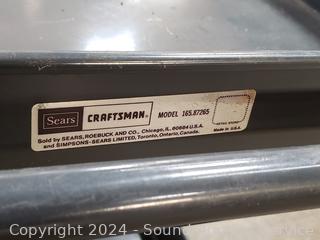 Sears
CRAFTSMAN®
MODEL 165.87265
Sold by SEARS, ROEBUCK AND CO., Chicago, IL. 60684 U.S.A.
and SIMPSONS-SEARS LIMITED, Toronto, Ontario, Canada.
Made in U.S.A.
Copyright 2024 - Sound